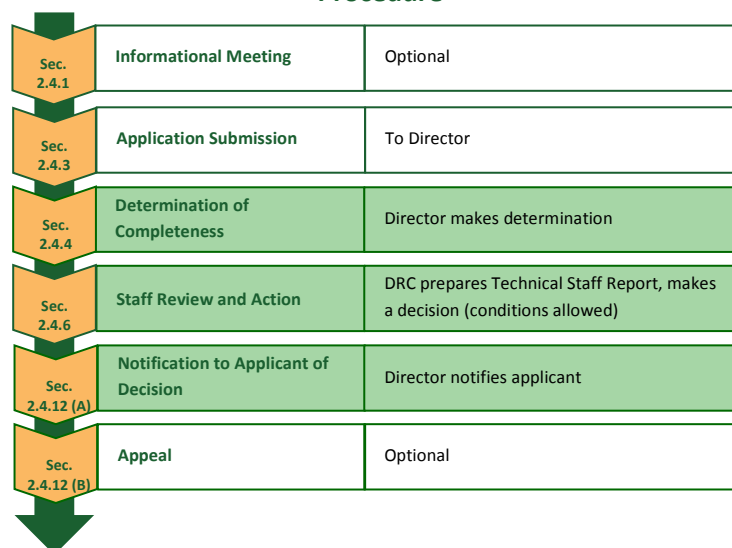 Procedure
Sec.
2.4.1
Informational Meeting
Optional
Sec.
2.4.3
Application Submission
To Director
Sec.
2.4.4
Determination of
Completeness
Director makes determination
Sec.
2.4.6
Staff Review and Action
DRC prepares Technical Staff Report, makes
a decision (conditions allowed)
Sec.
2.4.12 (A)
Notification to Applicant of
Decision
Director notifies applicant
Sec.
2.4.12 (B)
Appeal
Optional